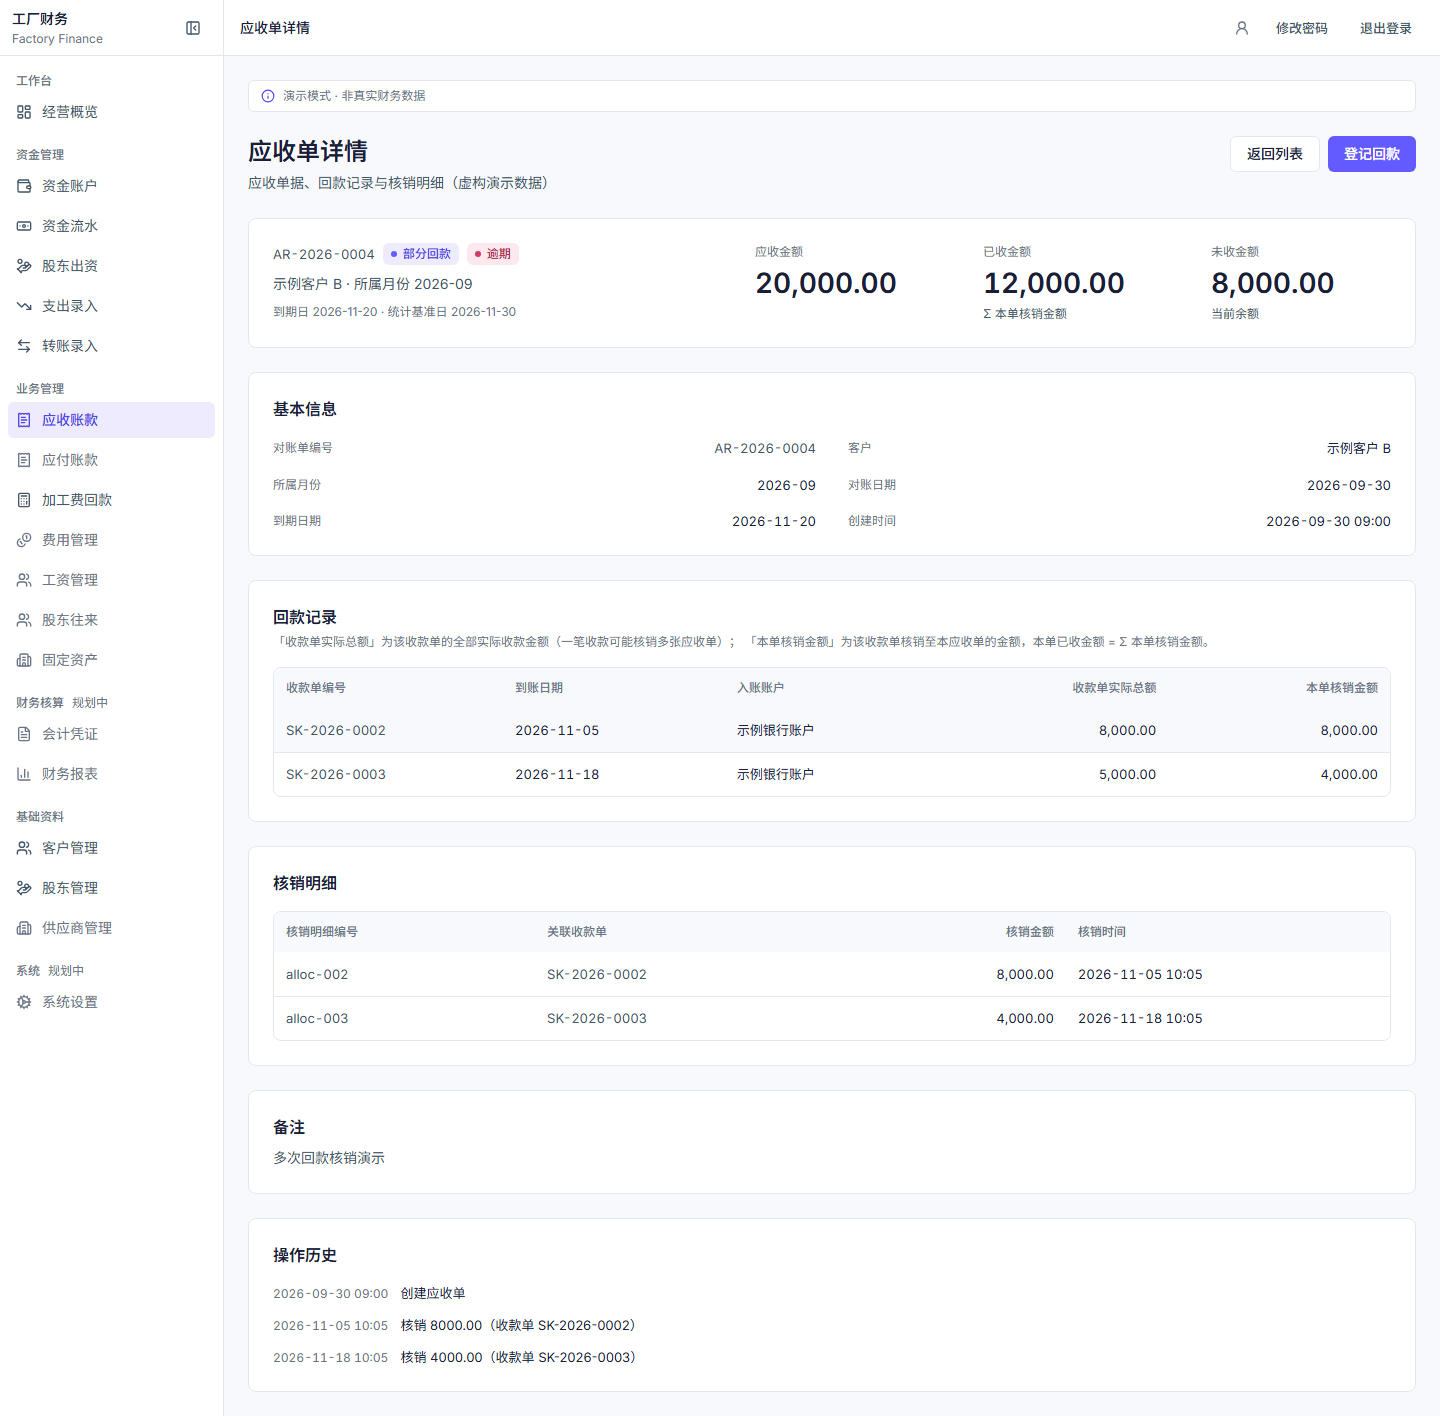 工厂财务
Factory Finance
工作台
经营概览
资金管理
资金账户
资金流水
股东出资
支出录入
转账录入
业务管理
应收账款
应付账款
加工费回款
费用管理
工资管理
股东往来
固定资产
财务核算 规划中
会计凭证
财务报表
基础资料
客户管理
股东管理
供应商管理
系统 规划中
系统设置
应收单详情
修改密码
退出登录
演示模式 · 非真实财务数据
应收单详情
应收单据、回款记录与核销明细（虚构演示数据）
返回列表
登记回款
AR-2026-0004 部分回款 逾期
示例客户 B · 所属月份 2026-09
到期日 2026-11-20 · 统计基准日 2026-11-30
应收金额
20,000.00
已收金额
12,000.00
Σ 本单核销金额
未收金额
8,000.00
当前余额
基本信息
对账单编号 AR-2026-0004 客户 示例客户 B
所属月份 2026-09 对账日期 2026-09-30
到期日期 2026-11-20 创建时间 2026-09-30 09:00
回款记录
「收款单实际总额」为该收款单的全部实际收款金额（一笔收款可能核销多张应收单）；「本单核销金额」为该收款单核销至本应收单的金额，本单已收金额 = Σ 本单核销金额。
收款单编号 到账日期 入账账户 收款单实际总额 本单核销金额
SK-2026-0002 2026-11-05 示例银行账户 8,000.00 8,000.00
SK-2026-0003 2026-11-18 示例银行账户 5,000.00 4,000.00
核销明细
核销明细编号 关联收款单 核销金额 核销时间
alloc-002 SK-2026-0002 8,000.00 2026-11-05 10:05
alloc-003 SK-2026-0003 4,000.00 2026-11-18 10:05
备注
多次回款核销演示
操作历史
2026-09-30 09:00 创建应收单
2026-11-05 10:05 核销 8000.00（收款单 SK-2026-0002）
2026-11-18 10:05 核销 4000.00（收款单 SK-2026-0003）